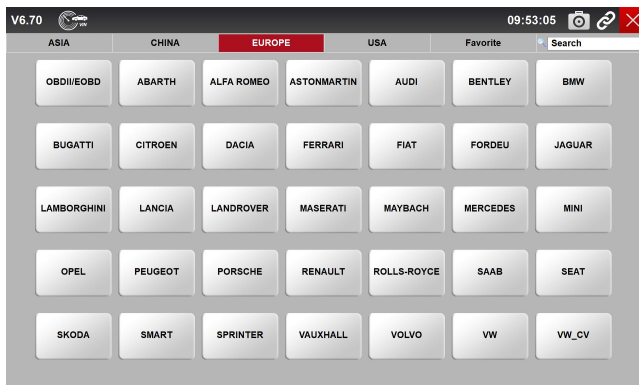 V6.70 VIN 09:53:05
ASIA CHINA EUROPE USA Favorite Search
OBDII/EOBD ABARTH ALFA ROMEO ASTONMARTIN AUDI BENTLEY BMW
BUGATTI CITROEN DACIA FERRARI FIAT FORDEU JAGUAR
LAMBORGHINI LANCIA LANDROVER MASERATI MAYBACH MERCEDES MINI
OPEL PEUGEOT PORSCHE RENAULT ROLLS-ROYCE SAAB SEAT
SKODA SMART SPRINTER VAUXHALL VOLVO VW VW_CV